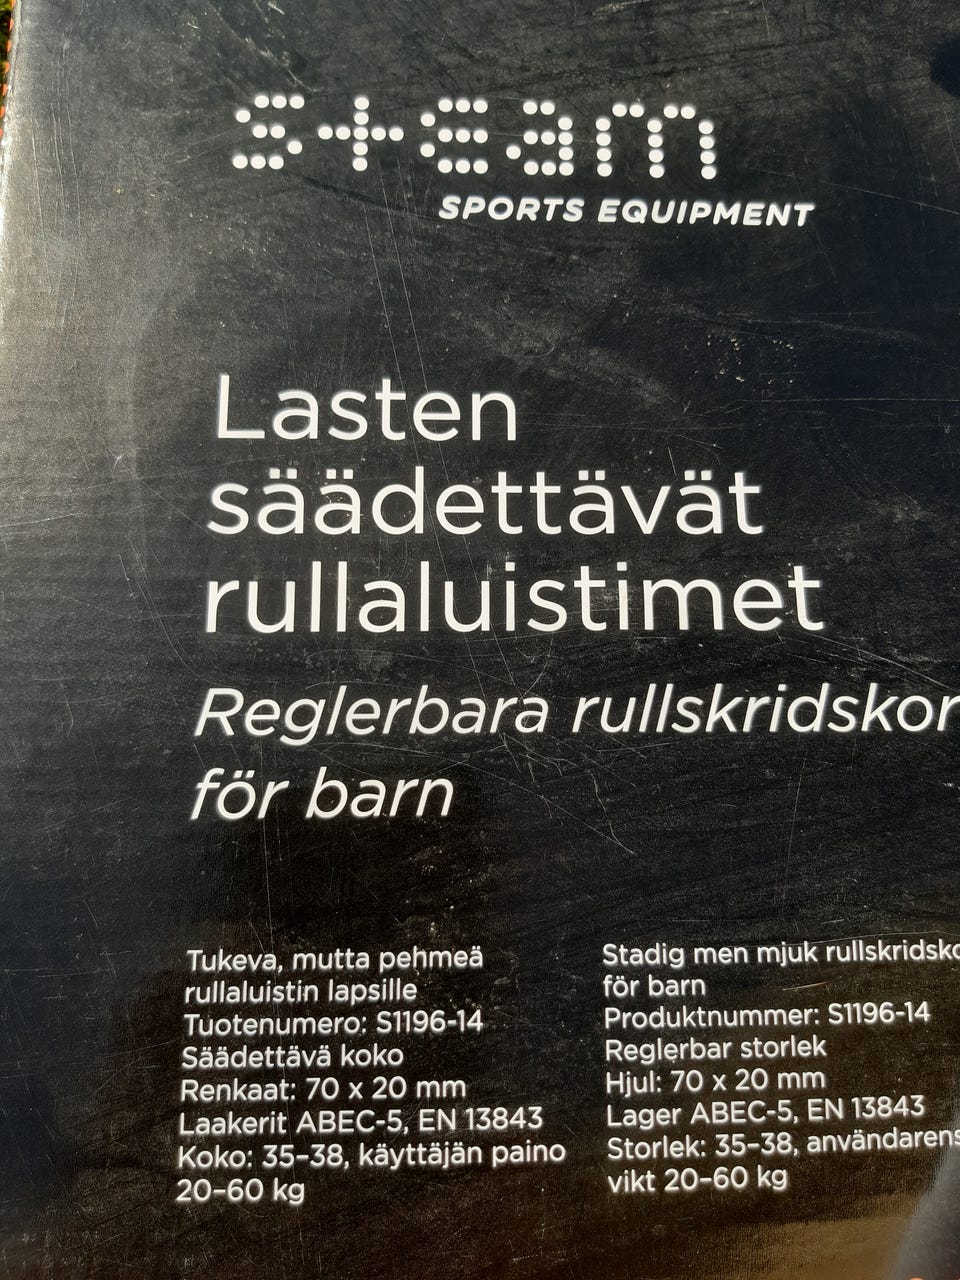 steam
SPORTS EQUIPMENT
Lasten
säädettävät
rullaluistimet
Reglerbara rullskridskor
för barn
Tukeva, mutta pehmeä
rullaluistin lapsille
Tuotenumero: S1196-14
Säädettävä koko
Renkaat: 70 x 20 mm
Laakerit ABEC-5, EN 13843
Koko: 35–38, käyttäjän paino
20–60 kg
Stadig men mjuk
för barn
Produktnummer: S1196-14
Reglerbar storlek
Hjul: 70 x 20 mm
Lager ABEC-5, EN 13843
Storlek: 35–38, användarens
vikt 20–60 kg